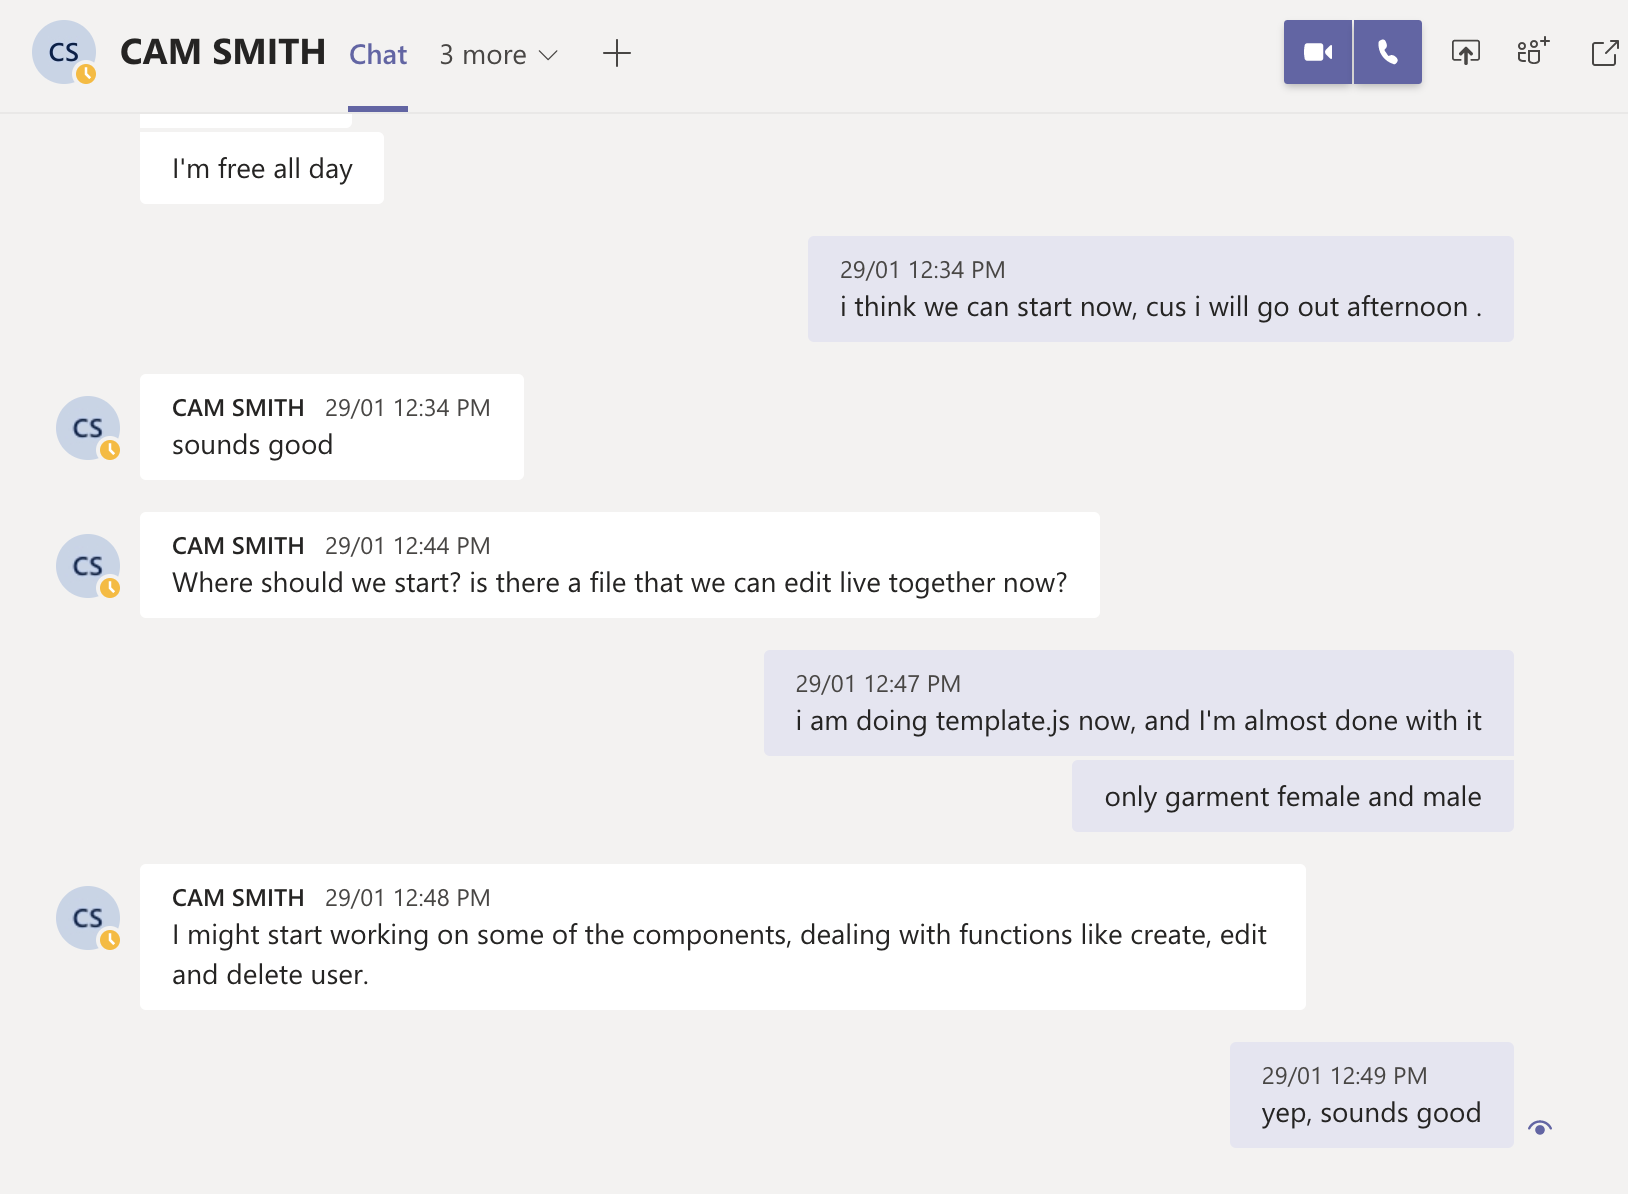 CS
CAM SMITH
Chat
3 more
I'm free all day
29/01 12:34 PM
i think we can start now, cus i will go out afternoon .
CS
CAM SMITH 29/01 12:34 PM
sounds good
CS
CAM SMITH 29/01 12:44 PM
Where should we start? is there a file that we can edit live together now?
29/01 12:47 PM
i am doing template.js now, and I'm almost done with it
only garment female and male
CS
CAM SMITH 29/01 12:48 PM
I might start working on some of the components, dealing with functions like create, edit
and delete user.
29/01 12:49 PM
yep, sounds good